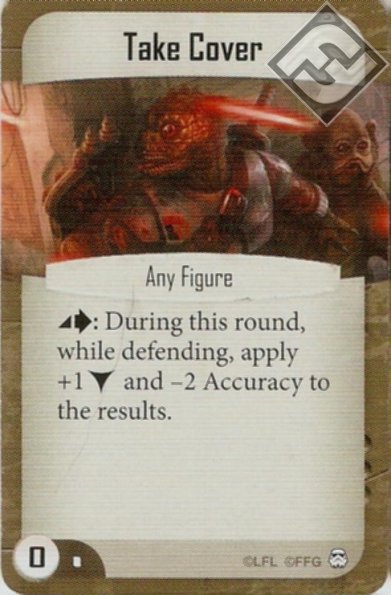 Take Cover
Any Figure
: During this round,
while defending, apply
+1 and −2 Accuracy to
the results.
0
©LFL ©FFG